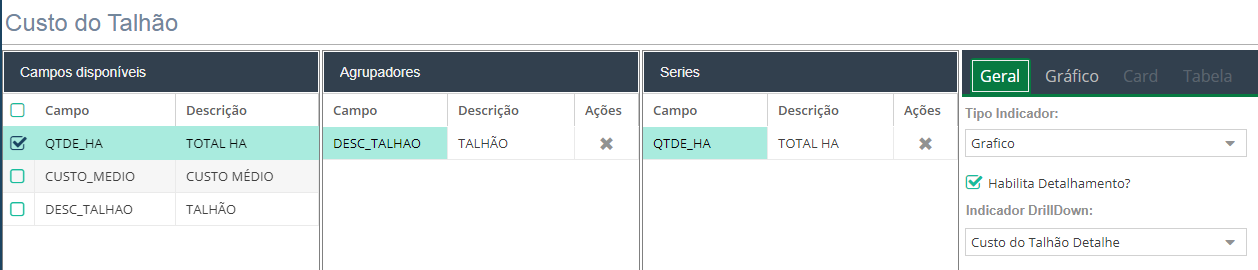 Custo do Talhão
Campos disponíveis
Campo Descrição
QTDE_HA TOTAL HA
CUSTO_MEDIO CUSTO MÉDIO
DESC_TALHAO TALHÃO
Agrupadores
Campo Descrição Ações
DESC_TALHAO TALHÃO
Series
Campo Descrição Ações
QTDE_HA TOTAL HA
Geral Gráfico Card Tabela
Tipo Indicador:
Grafico
Habilita Detalhamento?
Indicador DrillDown:
Custo do Talhão Detalhe